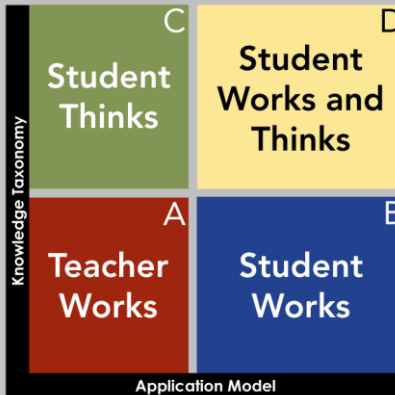 C
Student
Thinks
D
Student
Works and
Thinks
Knowledge Taxonomy
A
Teacher
Works
B
Student
Works
Application Model